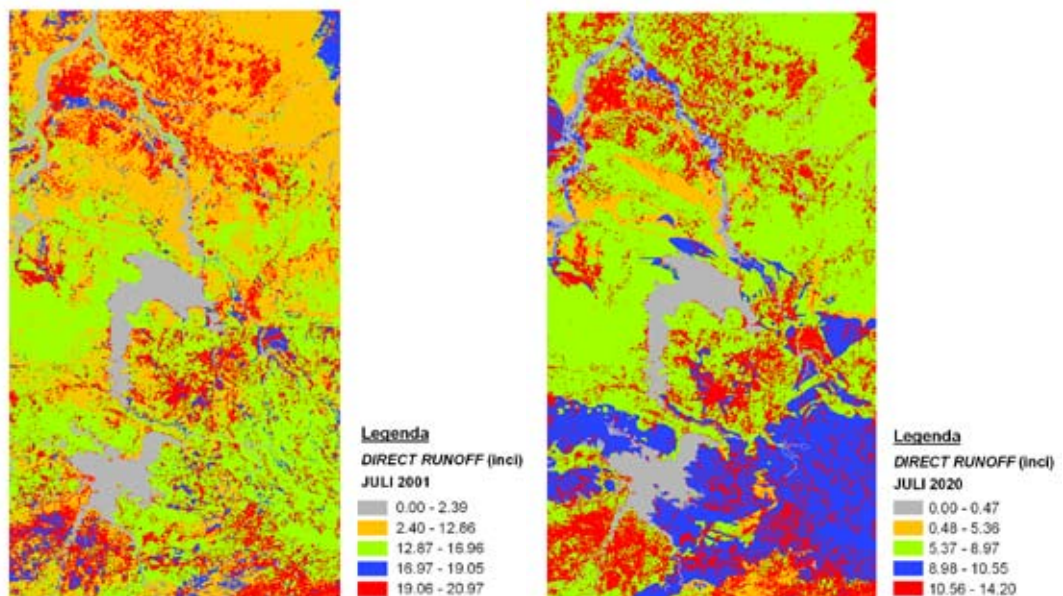 Legenda
DIRECT RUNOFF (inci)
JULI 2001
0.00 - 2.39
2.40 - 12.86
12.87 - 16.96
16.97 - 19.05
19.06 - 20.97
Legenda
DIRECT RUNOFF (inci)
JULI 2020
0.00 - 0.47
0.48 - 5.36
5.37 - 8.97
8.98 - 10.55
10.56 - 14.20